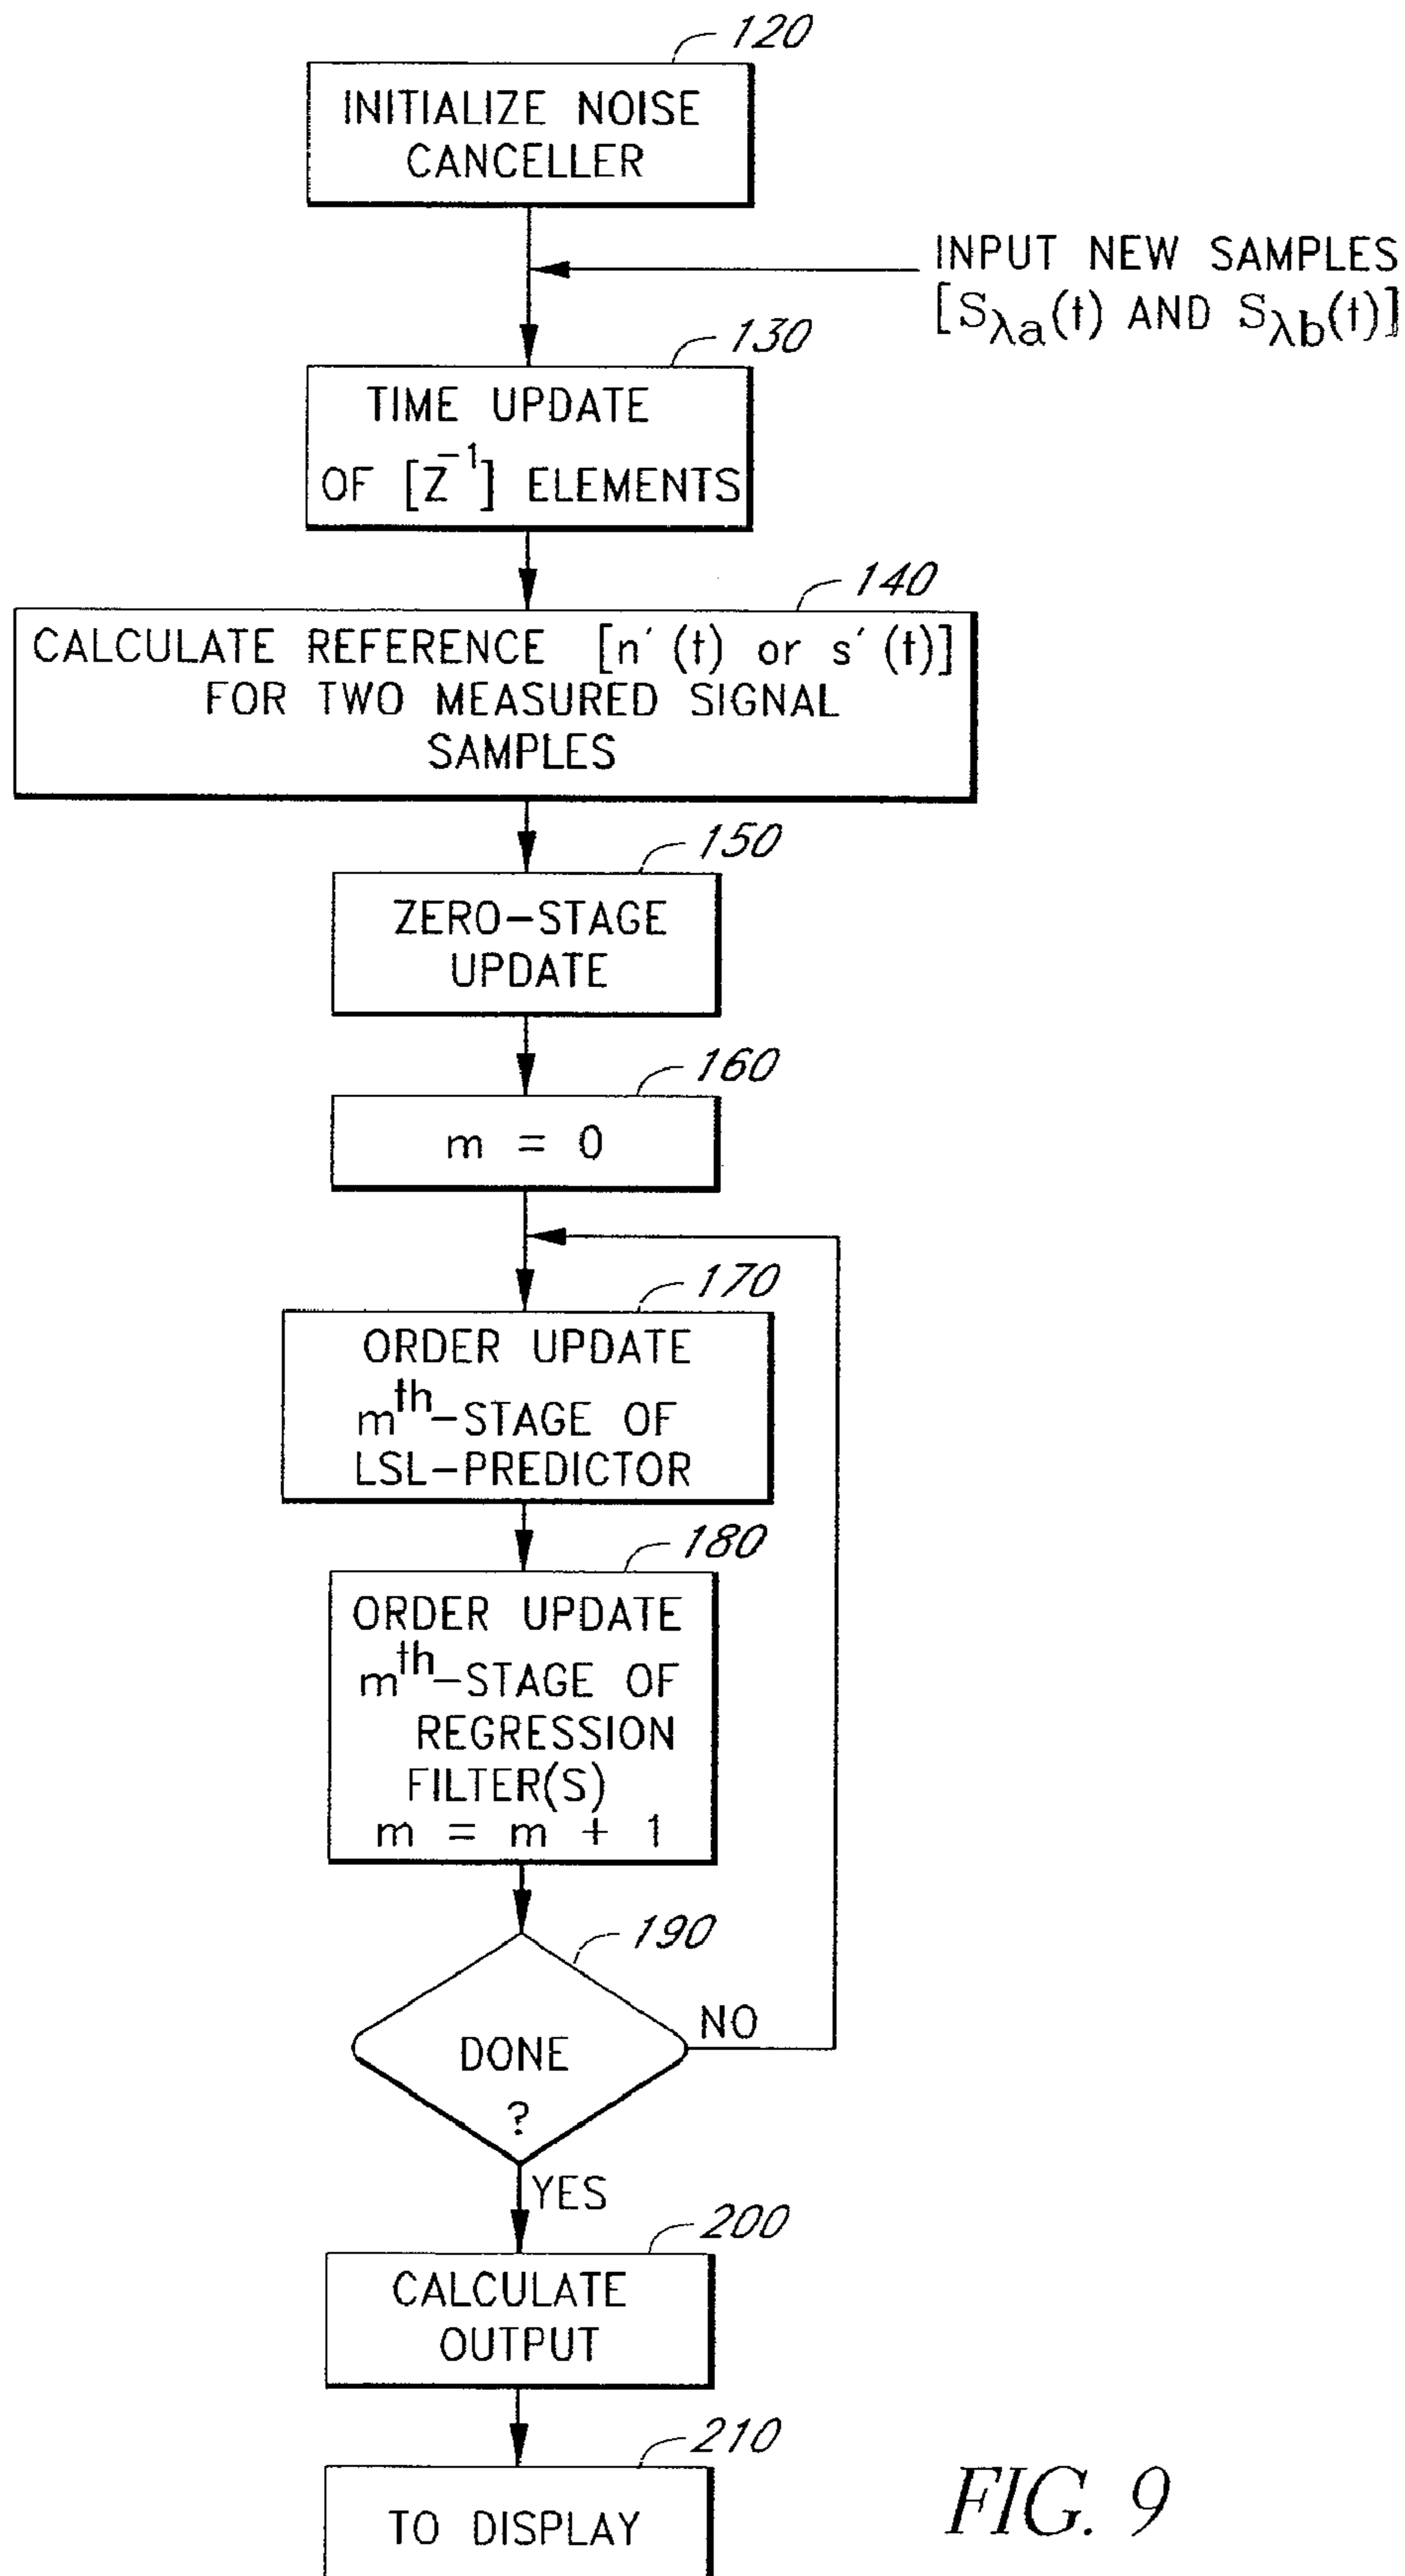 120
INITIALIZE NOISE
CANCELLER
INPUT NEW SAMPLES
[Sλa(t) AND Sλb(t)]
130
TIME UPDATE
OF [Z⁻¹] ELEMENTS
140
CALCULATE REFERENCE [n′(t) or s′(t)]
FOR TWO MEASURED SIGNAL
SAMPLES
150
ZERO-STAGE
UPDATE
160
m = 0
170
ORDER UPDATE
mth-STAGE OF
LSL-PREDICTOR
180
ORDER UPDATE
mth-STAGE OF
REGRESSION
FILTER(S)
m = m + 1
190
DONE
?
NO
YES
200
CALCULATE
OUTPUT
210
TO DISPLAY
FIG. 9